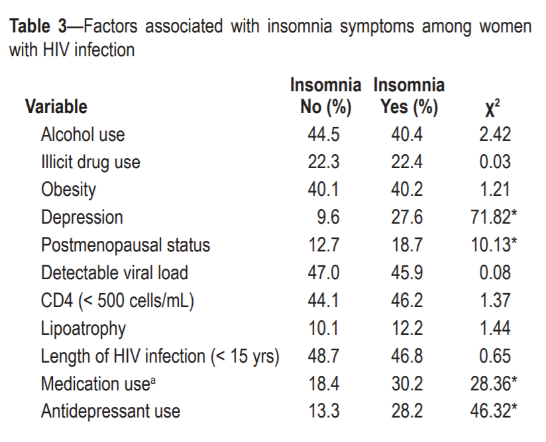 Table 3—Factors associated with insomnia symptoms among women
with HIV infection
Insomnia Insomnia
Variable No (%) Yes (%) χ²
Alcohol use 44.5 40.4 2.42
Illicit drug use 22.3 22.4 0.03
Obesity 40.1 40.2 1.21
Depression 9.6 27.6 71.82*
Postmenopausal status 12.7 18.7 10.13*
Detectable viral load 47.0 45.9 0.08
CD4 (< 500 cells/mL) 44.1 46.2 1.37
Lipoatrophy 10.1 12.2 1.44
Length of HIV infection (< 15 yrs) 48.7 46.8 0.65
Medication useᵃ 18.4 30.2 28.36*
Antidepressant use 13.3 28.2 46.32*